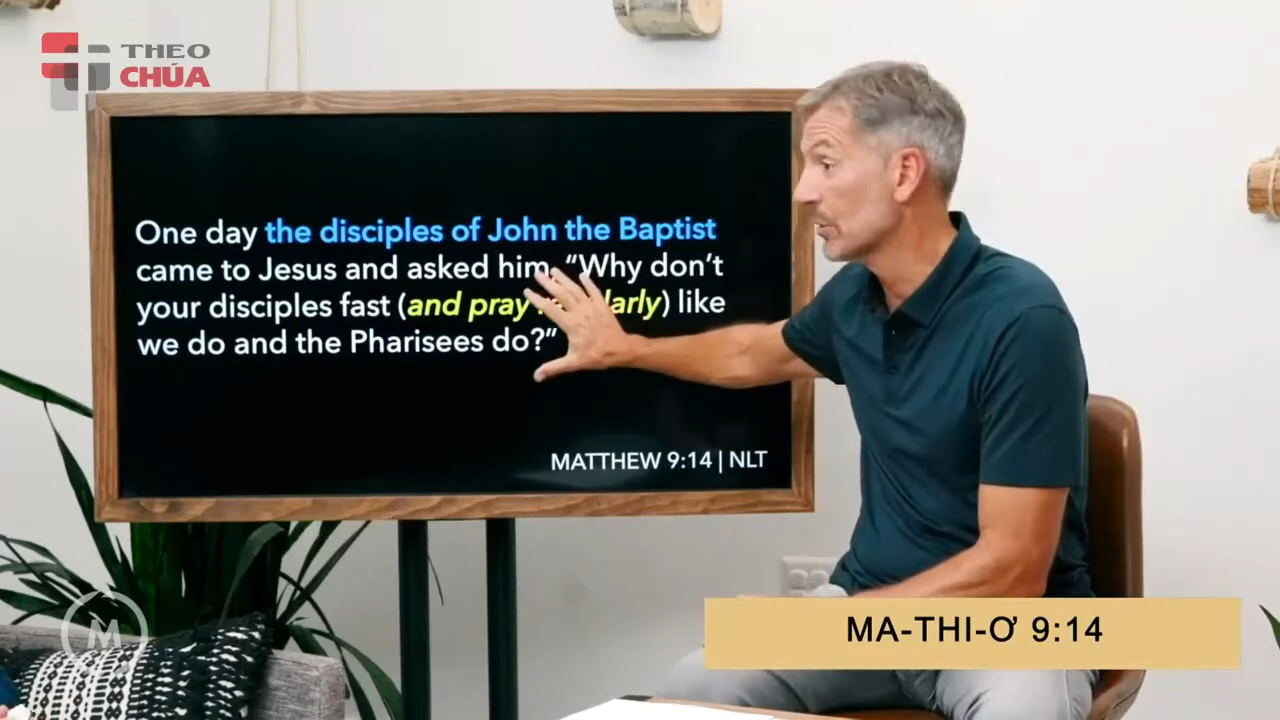 THEO
CHÚA
One day the disciples of John the Baptist
came to Jesus and asked him, “Why don’t
your disciples fast (and pray) like
we do and the Pharisees do?”
MATTHEW 9:14 | NLT
M
MA-THI-Ơ 9:14